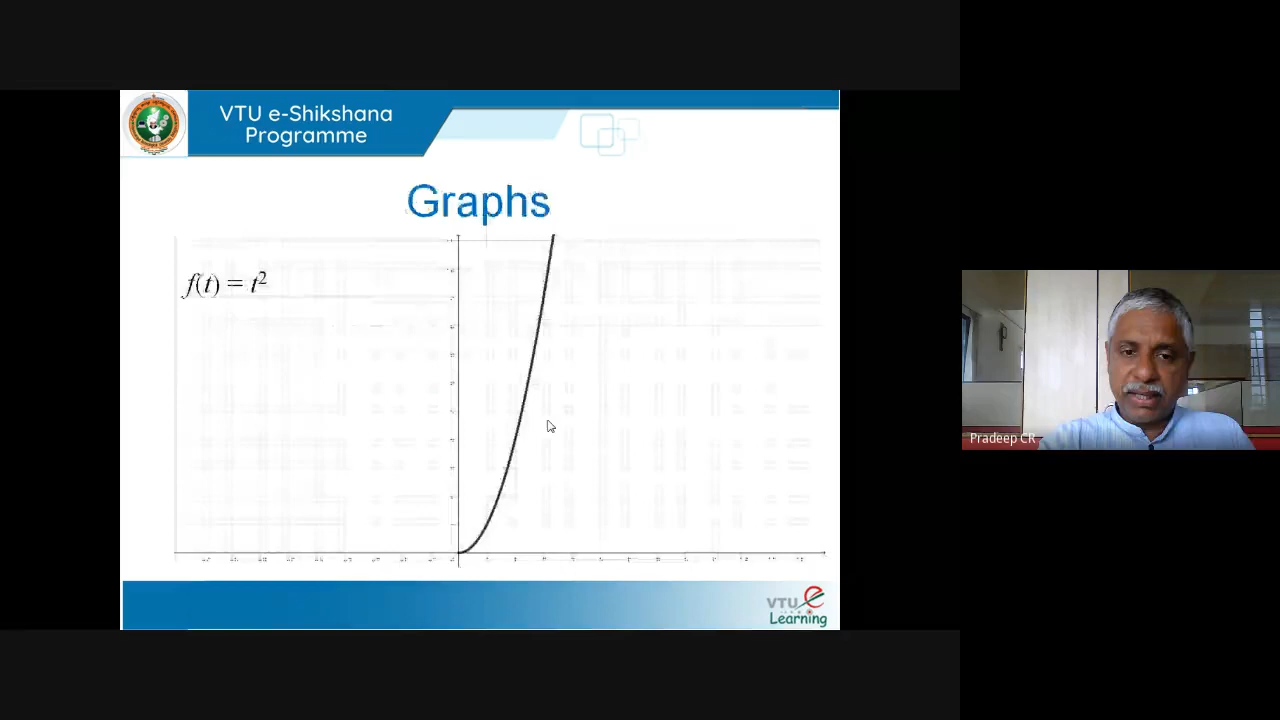 VTU e-Shikshana
Programme
Graphs
f(t) = t²
Pradeep CR
VTU e
Learning